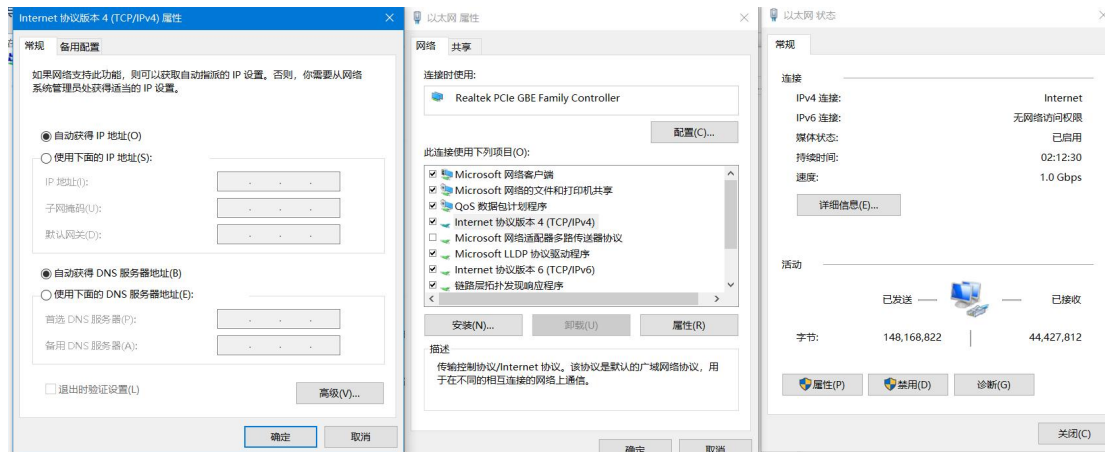 Internet 协议版本 4 (TCP/IPv4) 属性
常规 备用配置
如果网络支持此功能，则可以获取自动指派的 IP 设置。否则，你需要从网络
系统管理员处获得适当的 IP 设置。
自动获得 IP 地址(O)
使用下面的 IP 地址(S):
IP 地址(I):
子网掩码(U):
默认网关(D):
自动获得 DNS 服务器地址(B)
使用下面的 DNS 服务器地址(E):
首选 DNS 服务器(P):
备用 DNS 服务器(A):
退出时验证设置(L)
高级(V)...
确定 取消
以太网 属性
网络 共享
连接时使用:
Realtek PCIe GBE Family Controller
配置(C)...
此连接使用下列项目(O):
Microsoft 网络客户端
Microsoft 网络的文件和打印机共享
QoS 数据包计划程序
Internet 协议版本 4 (TCP/IPv4)
Microsoft 网络适配器多路传送器协议
Microsoft LLDP 协议驱动程序
Internet 协议版本 6 (TCP/IPv6)
链路层拓扑发现响应程序
安装(N)... 卸载(U) 属性(R)
描述
传输控制协议/Internet 协议。该协议是默认的广域网络协议，用
于在不同的相互连接的网络上通信。
确定 取消
以太网 状态
常规
连接
IPv4 连接: Internet
IPv6 连接: 无网络访问权限
媒体状态: 已启用
持续时间: 02:12:30
速度: 1.0 Gbps
详细信息(E)...
活动
已发送 已接收
字节: 148,168,822 44,427,812
属性(P) 禁用(D) 诊断(G)
关闭(C)